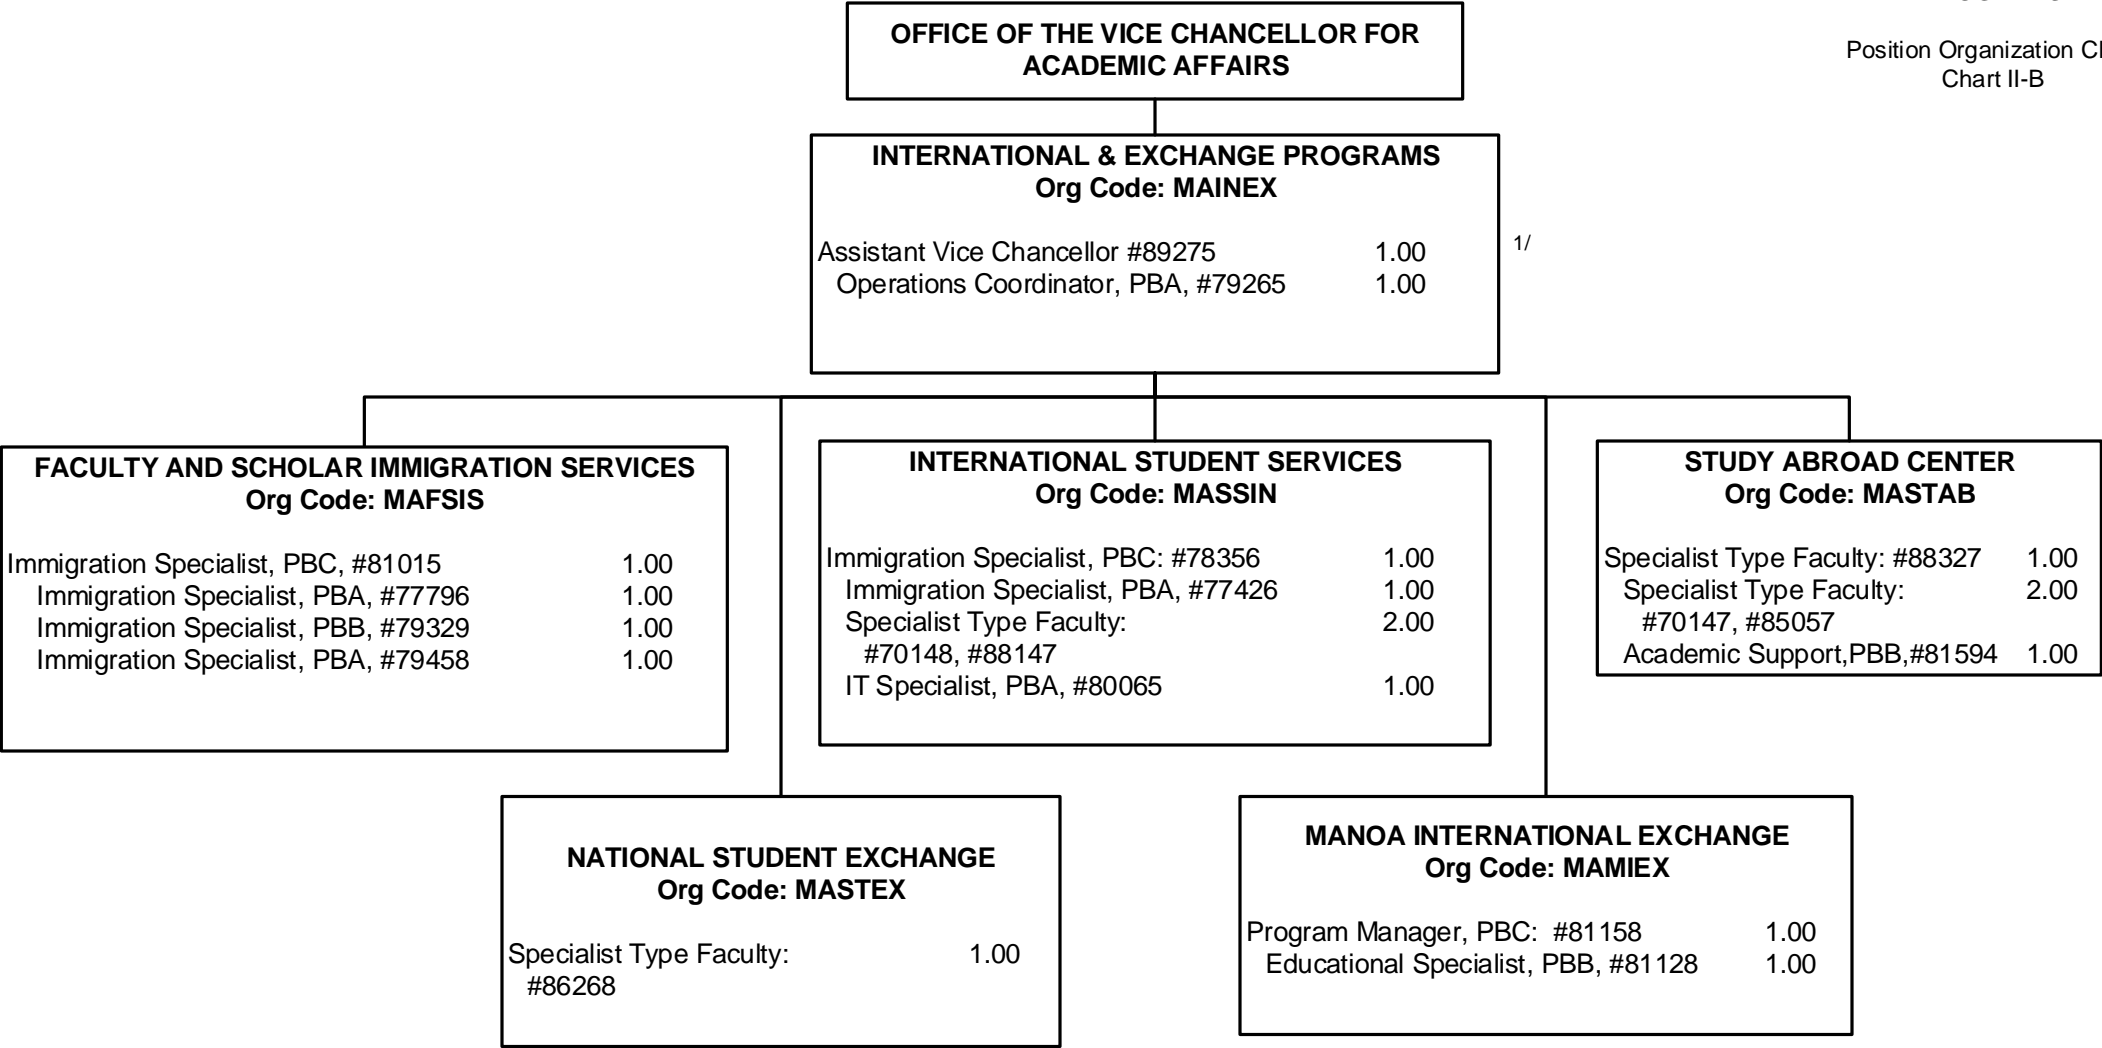 Position Organization
Chart II-B
OFFICE OF THE VICE CHANCELLOR FOR
ACADEMIC AFFAIRS
INTERNATIONAL & EXCHANGE PROGRAMS
Org Code: MAINEX
Assistant Vice Chancellor #89275 1.00 1/
Operations Coordinator, PBA, #79265 1.00
FACULTY AND SCHOLAR IMMIGRATION SERVICES
Org Code: MAFSIS
Immigration Specialist, PBC, #81015 1.00
Immigration Specialist, PBA, #77796 1.00
Immigration Specialist, PBB, #79329 1.00
Immigration Specialist, PBA, #79458 1.00
INTERNATIONAL STUDENT SERVICES
Org Code: MASSIN
Immigration Specialist, PBC: #78356 1.00
Immigration Specialist, PBA, #77426 1.00
Specialist Type Faculty: 2.00
#70148, #88147
IT Specialist, PBA, #80065 1.00
STUDY ABROAD CENTER
Org Code: MASTAB
Specialist Type Faculty: #88327 1.00
Specialist Type Faculty: 2.00
#70147, #85057
Academic Support,PBB,#81594 1.00
NATIONAL STUDENT EXCHANGE
Org Code: MASTEX
Specialist Type Faculty: 1.00
#86268
MANOA INTERNATIONAL EXCHANGE
Org Code: MAMIEX
Program Manager, PBC: #81158 1.00
Educational Specialist, PBB, #81128 1.00